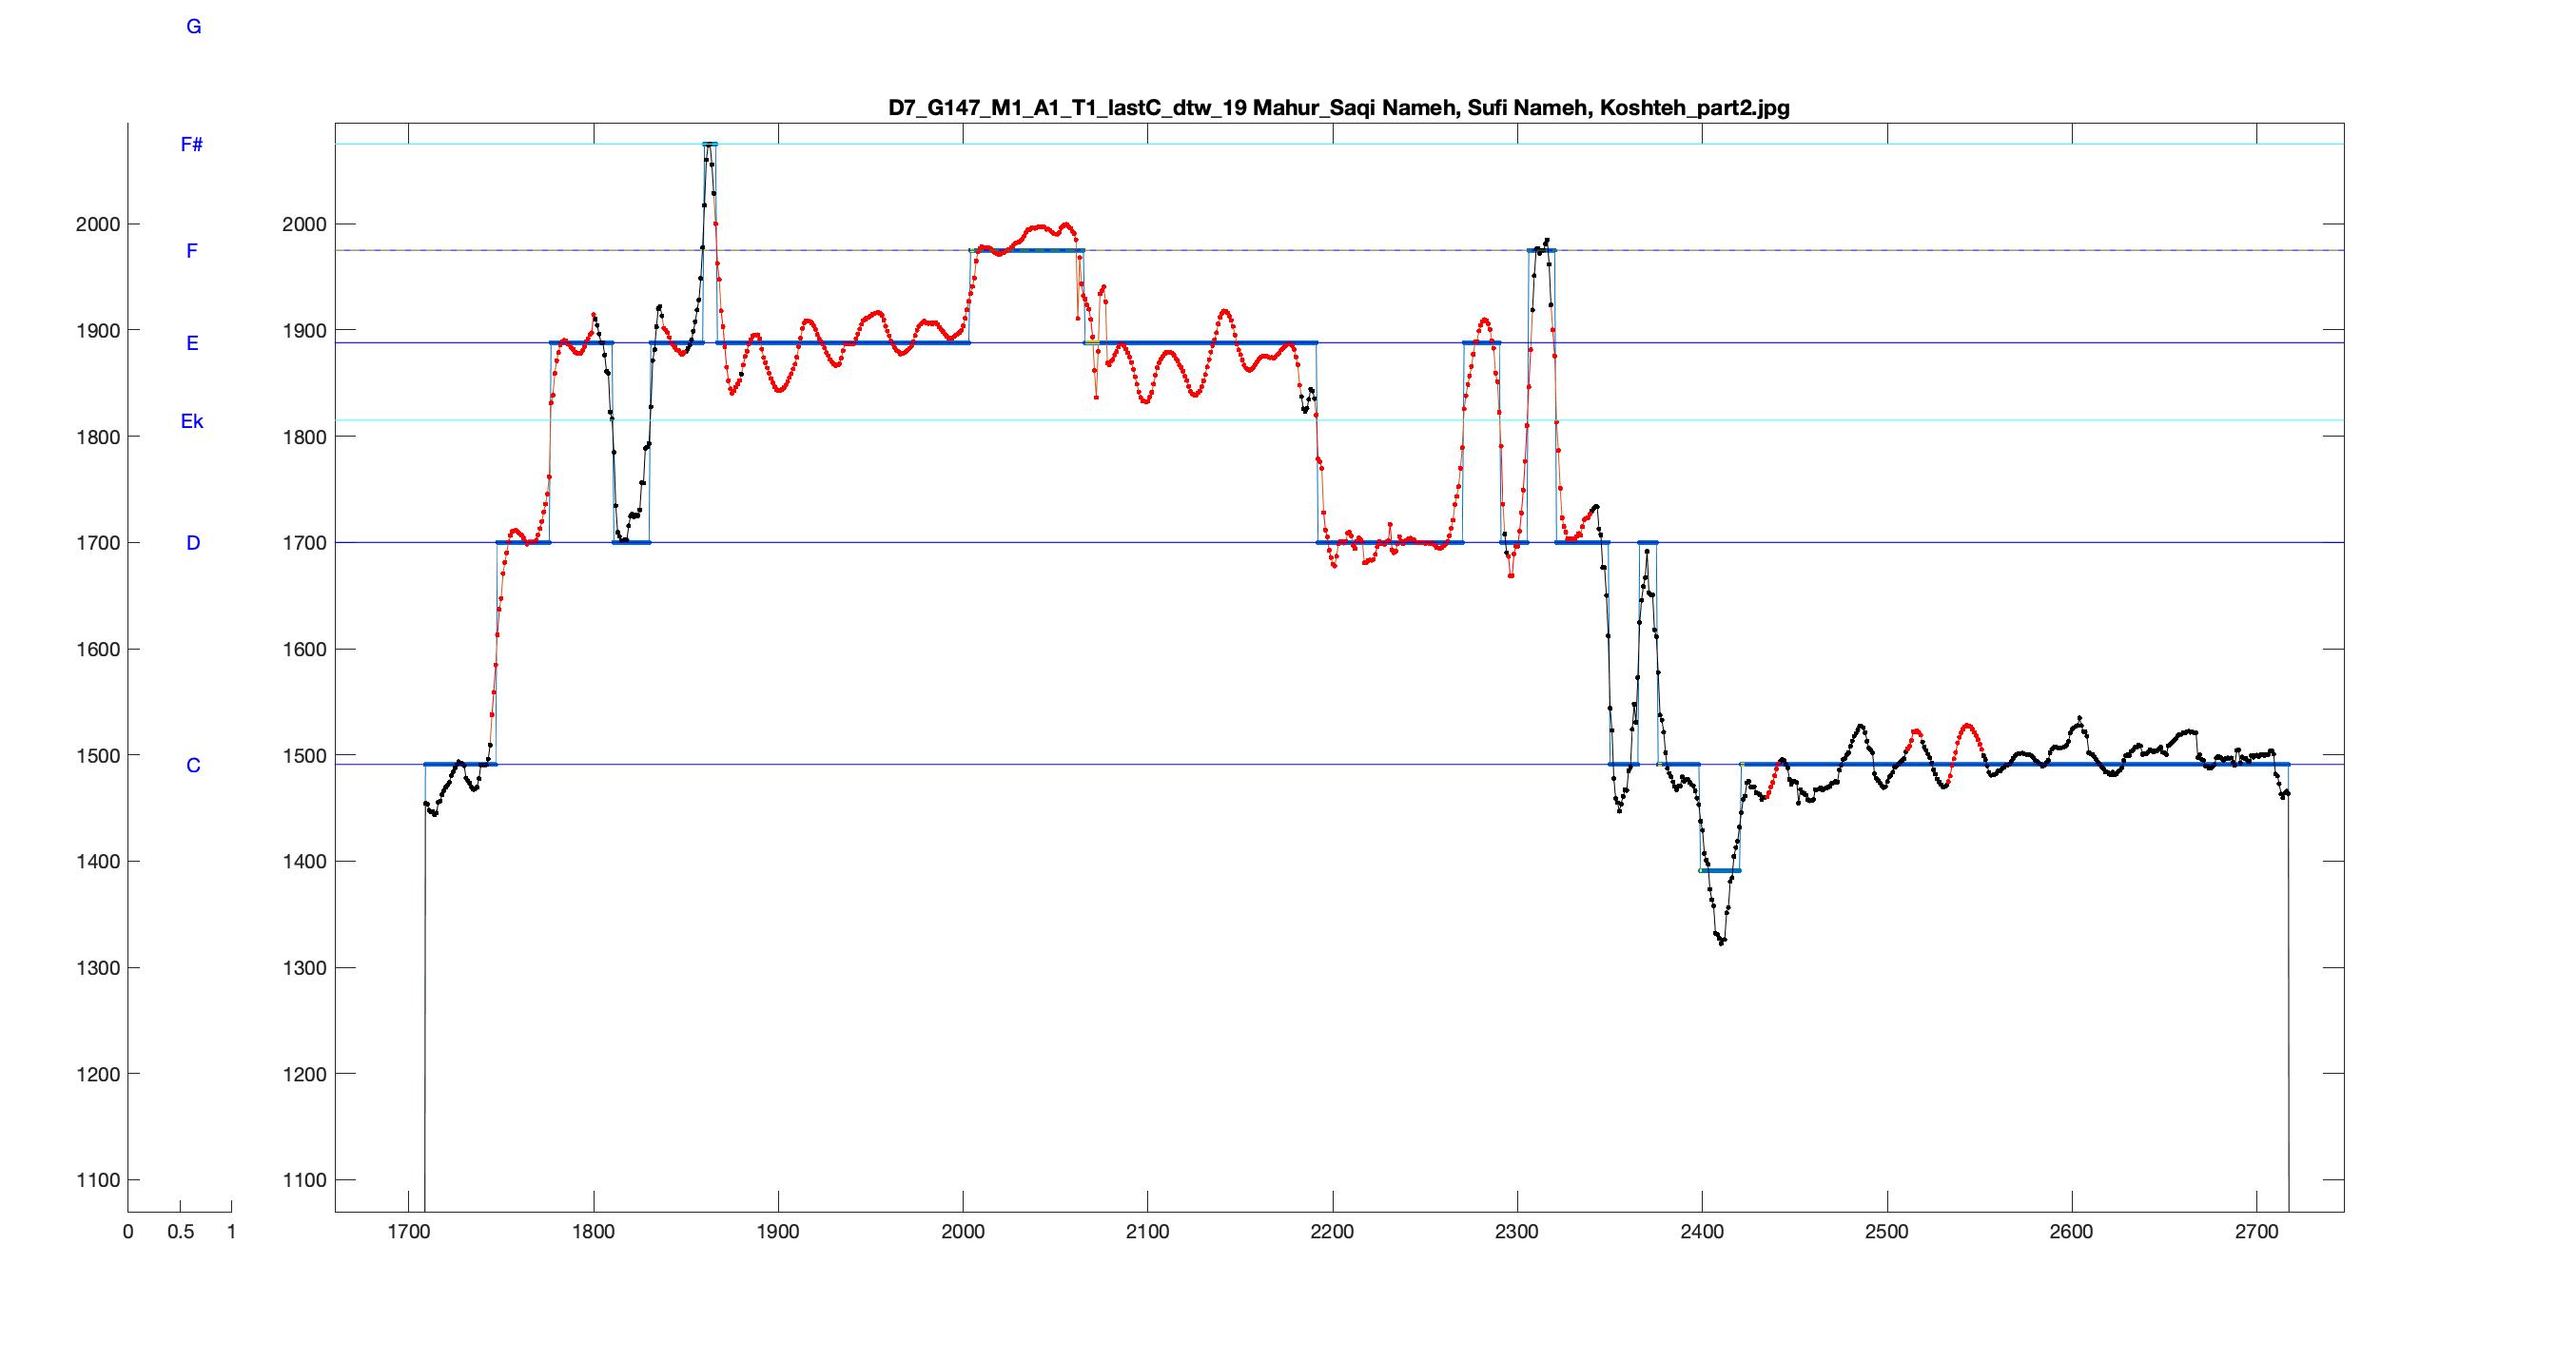 G
D7_G147_M1_A1_T1_lastC_dtw_19 Mahur_Saqi Nameh, Sufi Nameh, Koshteh_part2.jpg
F#
2000 2000
F
1900 1900
E
Ek
1800 1800
1700 D 1700
1600 1600
1500 C 1500
1400 1400
1300 1300
1200 1200
1100 1100
0 0.5 1 1700 1800 1900 2000 2100 2200 2300 2400 2500 2600 2700